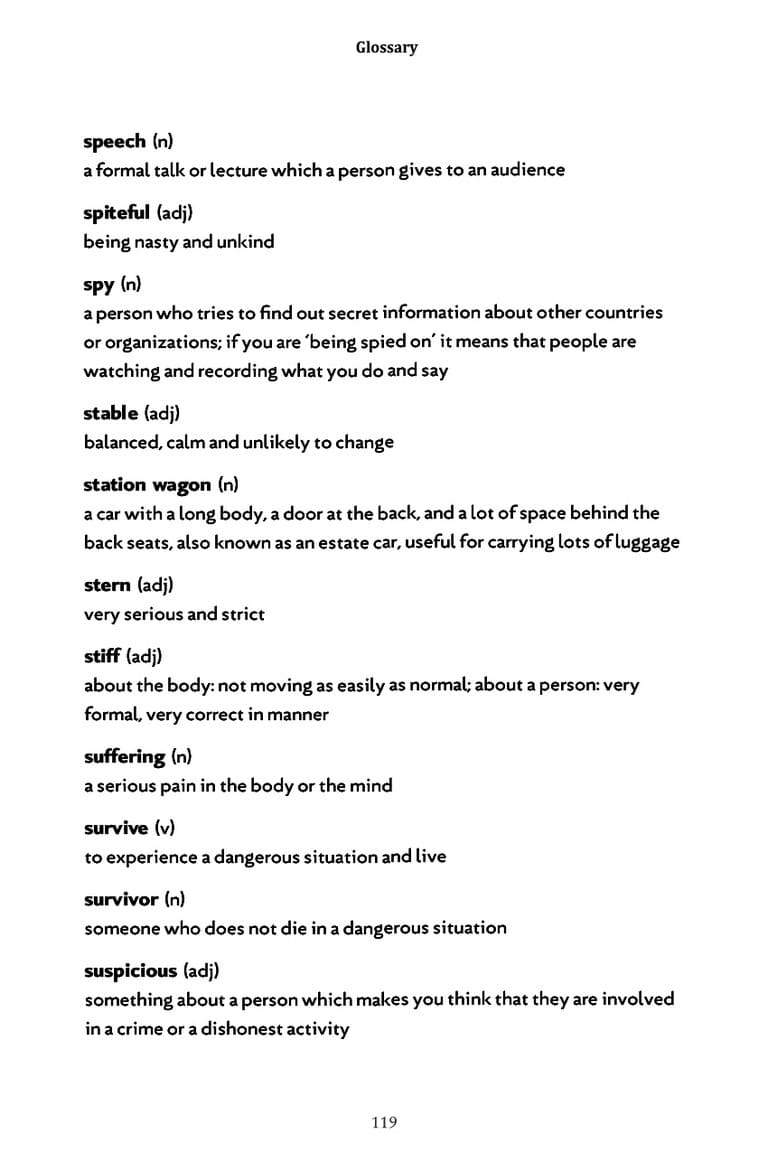 Glossary
speech (n)
a formal talk or lecture which a person gives to an audience
spiteful (adj)
being nasty and unkind
spy (n)
a person who tries to find out secret information about other countries
or organizations; if you are ‘being spied on’ it means that people are
watching and recording what you do and say
stable (adj)
balanced, calm and unlikely to change
station wagon (n)
a car with a long body, a door at the back, and a lot of space behind the
back seats, also known as an estate car, useful for carrying lots of luggage
stern (adj)
very serious and strict
stiff (adj)
about the body: not moving as easily as normal; about a person: very
formal, very correct in manner
suffering (n)
a serious pain in the body or the mind
survive (v)
to experience a dangerous situation and live
survivor (n)
someone who does not die in a dangerous situation
suspicious (adj)
something about a person which makes you think that they are involved
in a crime or a dishonest activity
119